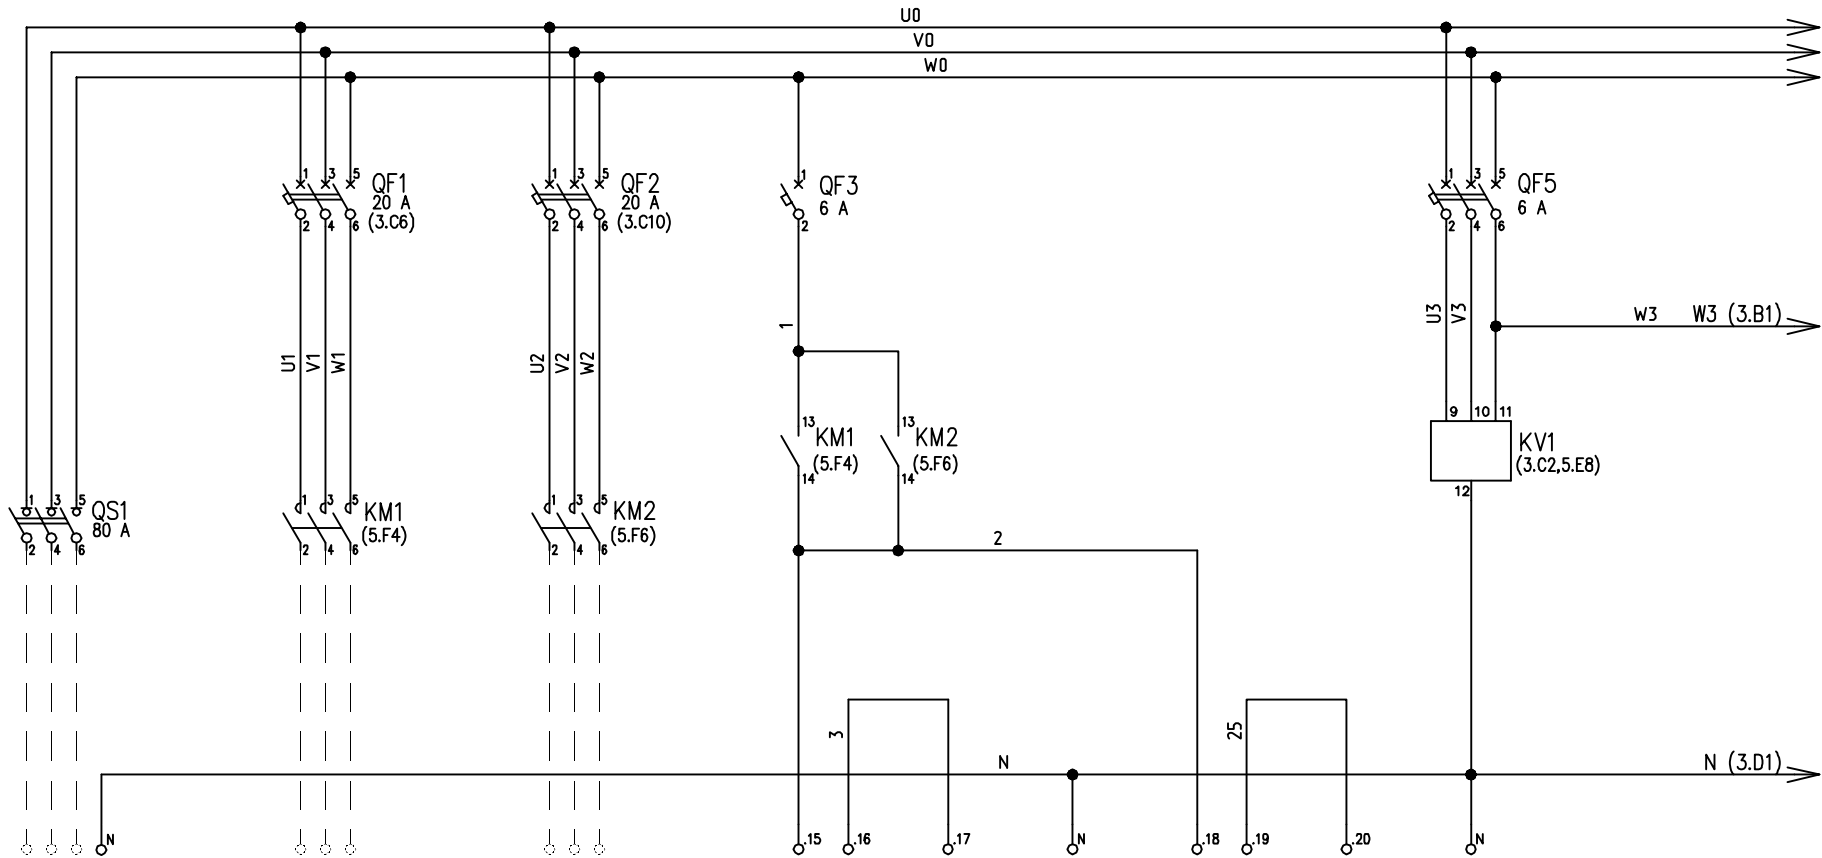 U0
V0
W0
1 3 5 QF1
20 A
2 4 6 (3.C6)
1 3 5 QF2
20 A
2 4 6 (3.C10)
1 QF3
2 6 A
1 3 5 QF5
6 A
2 4 6
U3 V3 W3 W3 (3.B1)
1
U1 V1 W1
U2 V2 W2
13 KM1
(5.F4)
14
13 KM2
(5.F6)
14
9 10 11
KV1
(3.C2,5.E8)
12
1 3 5 QS1
80 A
2 4 6
1 3 5 KM1
(5.F4)
2 4 6
1 3 5 KM2
(5.F6)
2 4 6
2
3
25
N
N (3.D1)
N .15 .16 .17 N .18 .19 .20 N